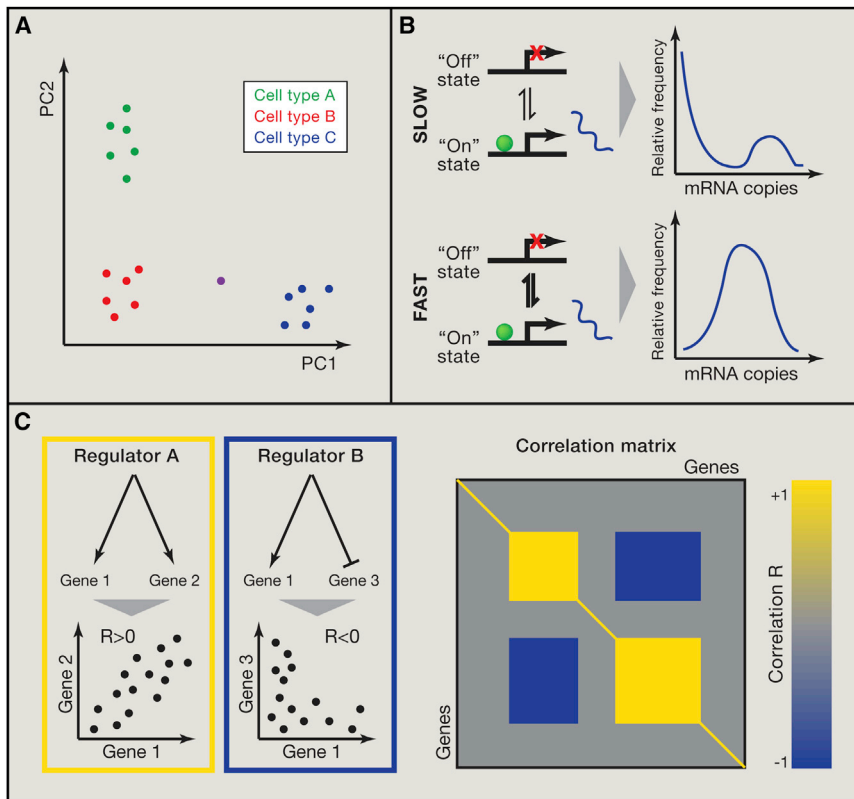 A
PC2
Cell type A
Cell type B
Cell type C
PC1
B
SLOW
"Off"
state
X
"On"
state
Relative frequency
mRNA copies
FAST
"Off"
state
X
"On"
state
Relative frequency
mRNA copies
C
Regulator A
Gene 1
Gene 2
R>0
Gene 2
Gene 1
Regulator B
Gene 1
Gene 3
R<0
Gene 3
Gene 1
Correlation matrix
Genes
Genes
+1
Correlation R
-1